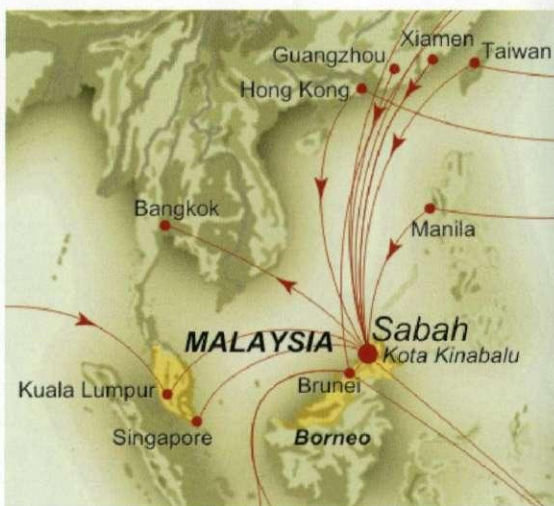 Xiamen
Guangzhou
Taiwan
Hong Kong
Bangkok
Manila
MALAYSIA
Sabah
Kota Kinabalu
Kuala Lumpur
Brunei
Singapore
Borneo